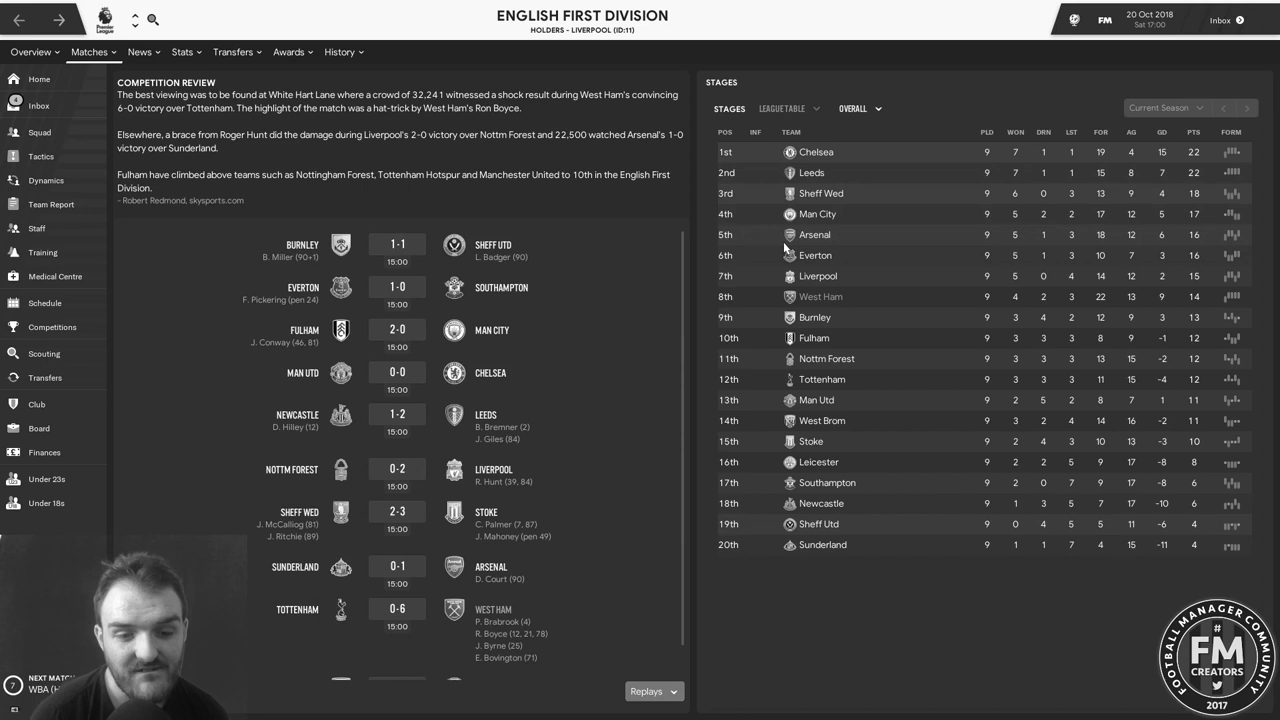 ENGLISH FIRST DIVISION
HOLDERS - LIVERPOOL (ID:11)
Premier League
FM
20 Oct 2018
Sat 17:00
Inbox
Overview
Matches
News
Stats
Transfers
Awards
History
Home
4
Inbox
Squad
Tactics
Dynamics
Team Report
Staff
Training
Medical Centre
Schedule
Competitions
Scouting
Transfers
Club
Board
Finances
Under 23s
Under 18s
7
NEXT MATCH
WBA (H
COMPETITION REVIEW
The best viewing was to be found at White Hart Lane where a crowd of 32,241 witnessed a shock result during West Ham's convincing
6-0 victory over Tottenham. The highlight of the match was a hat-trick by West Ham's Ron Boyce.
Elsewhere, a brace from Roger Hunt did the damage during Liverpool's 2-0 victory over Nottm Forest and 22,500 watched Arsenal's 1-0
victory over Sunderland.
Fulham have climbed above teams such as Nottingham Forest, Tottenham Hotspur and Manchester United to 10th in the English First
Division.
- Robert Redmond, skysports.com
BURNLEY 1-1 SHEFF UTD
B. Miller (90+1) 15:00 L. Badger (90)
EVERTON 1-0 SOUTHAMPTON
F. Pickering (pen 24) 15:00
FULHAM 2-0 MAN CITY
J. Conway (46, 81) 15:00
MAN UTD 0-0 CHELSEA
15:00
NEWCASTLE 1-2 LEEDS
D. Hilley (12) 15:00 B. Bremner (2)
J. Giles (84)
NOTTM FOREST 0-2 LIVERPOOL
15:00 R. Hunt (39, 84)
SHEFF WED 2-3 STOKE
J. McCalliog (81) 15:00 C. Palmer (7, 87)
J. Ritchie (89) J. Mahoney (pen 49)
SUNDERLAND 0-1 ARSENAL
15:00 D. Court (90)
TOTTENHAM 0-6 WEST HAM
15:00 P. Brabrook (4)
R. Boyce (12, 21, 78)
J. Byrne (25)
E. Bovington (71)
Replays
STAGES
STAGES LEAGUE TABLE OVERALL Current Season
POS INF TEAM PLD WON DRN LST FOR AG GD PTS FORM
1st Chelsea 9 7 1 1 19 4 15 22
2nd Leeds 9 7 1 1 15 8 7 22
3rd Sheff Wed 9 6 0 3 13 9 4 18
4th Man City 9 5 2 2 17 12 5 17
5th Arsenal 9 5 1 3 18 12 6 16
6th Everton 9 5 1 3 10 7 3 16
7th Liverpool 9 5 0 4 14 12 2 15
8th West Ham 9 4 2 3 22 13 9 14
9th Burnley 9 3 4 2 12 9 3 13
10th Fulham 9 3 3 3 8 9 -1 12
11th Nottm Forest 9 3 3 3 13 15 -2 12
12th Tottenham 9 3 3 3 11 15 -4 12
13th Man Utd 9 2 5 2 8 7 1 11
14th West Brom 9 3 2 4 14 16 -2 11
15th Stoke 9 2 4 3 10 13 -3 10
16th Leicester 9 2 2 5 9 17 -8 8
17th Southampton 9 2 0 7 9 17 -8 6
18th Newcastle 9 1 3 5 7 17 -10 6
19th Sheff Utd 9 0 4 5 5 11 -6 4
20th Sunderland 9 1 1 7 4 15 -11 4
FOOTBALL MANAGER COMMUNITY
#
FM
CREATORS
2017